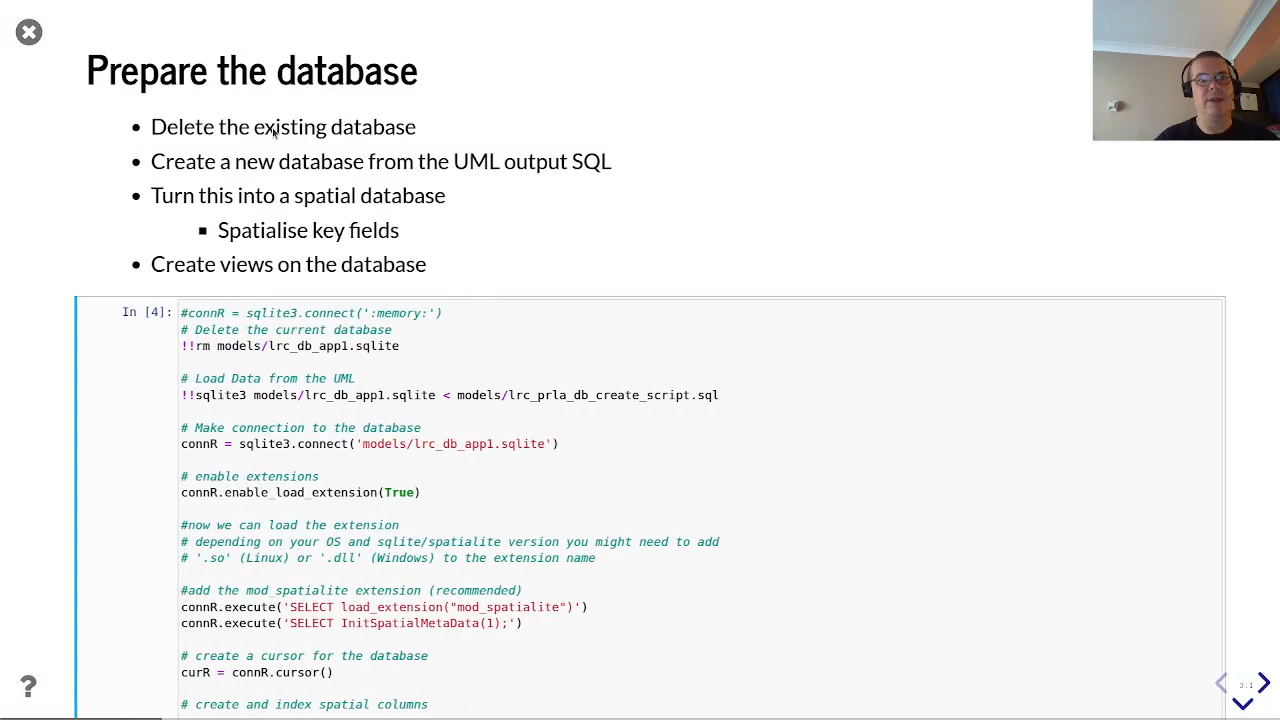 Prepare the database
Delete the existing database
Create a new database from the UML output SQL
Turn this into a spatial database
Spatialise key fields
Create views on the database
In [4]:
#connR = sqlite3.connect(':memory:')
# Delete the current database
!!rm models/lrc_db_app1.sqlite
# Load Data from the UML
!!sqlite3 models/lrc_db_app1.sqlite < models/lrc_prla_db_create_script.sql
# Make connection to the database
connR = sqlite3.connect('models/lrc_db_app1.sqlite')
# enable extensions
connR.enable_load_extension(True)
#now we can load the extension
# depending on your OS and sqlite/spatialite version you might need to add
# '.so' (Linux) or '.dll' (Windows) to the extension name
#add the mod_spatialite extension (recommended)
connR.execute('SELECT load_extension("mod_spatialite")')
connR.execute('SELECT InitSpatialMetaData(1);')
# create a cursor for the database
curR = connR.cursor()
# create and index spatial columns
?
3.1